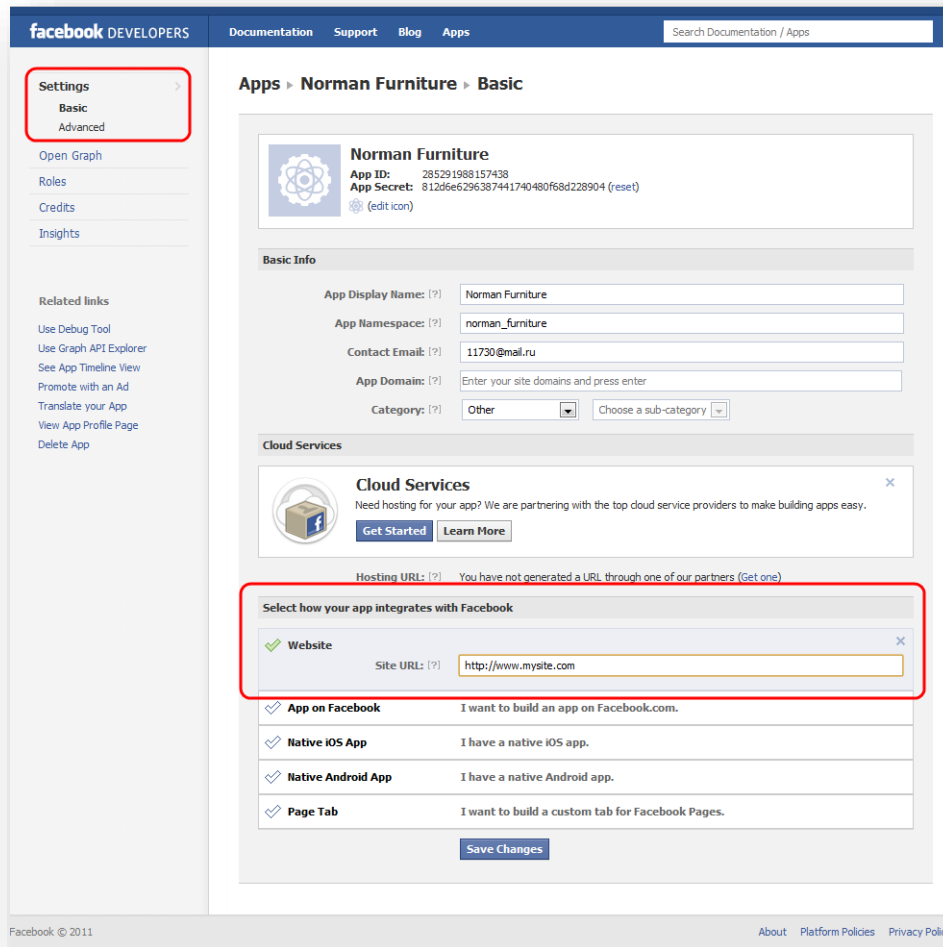 facebook DEVELOPERS
Documentation Support Blog Apps
Search Documentation / Apps
Settings
Basic
Advanced
Open Graph
Roles
Credits
Insights
Related links
Use Debug Tool
Use Graph API Explorer
See App Timeline View
Promote with an Ad
Translate your App
View App Profile Page
Delete App
Apps ▸ Norman Furniture ▸ Basic
Norman Furniture
App ID: 285291988157438
App Secret: 812d6e6296387441740480f68d228904 (reset)
(edit icon)
Basic Info
App Display Name: [?] Norman Furniture
App Namespace: [?] norman_furniture
Contact Email: [?] 11730@mail.ru
App Domain: [?] Enter your site domains and press enter
Category: [?] Other Choose a sub-category
Cloud Services
Cloud Services
Need hosting for your app? We are partnering with the top cloud service providers to make building apps easy.
Get Started Learn More
Hosting URL: [?] You have not generated a URL through one of our partners (Get one)
Select how your app integrates with Facebook
Website
Site URL: [?] http://www.mysite.com
App on Facebook I want to build an app on Facebook.com.
Native iOS App I have a native iOS app.
Native Android App I have a native Android app.
Page Tab I want to build a custom tab for Facebook Pages.
Save Changes
Facebook © 2011
About Platform Policies Privacy Poli